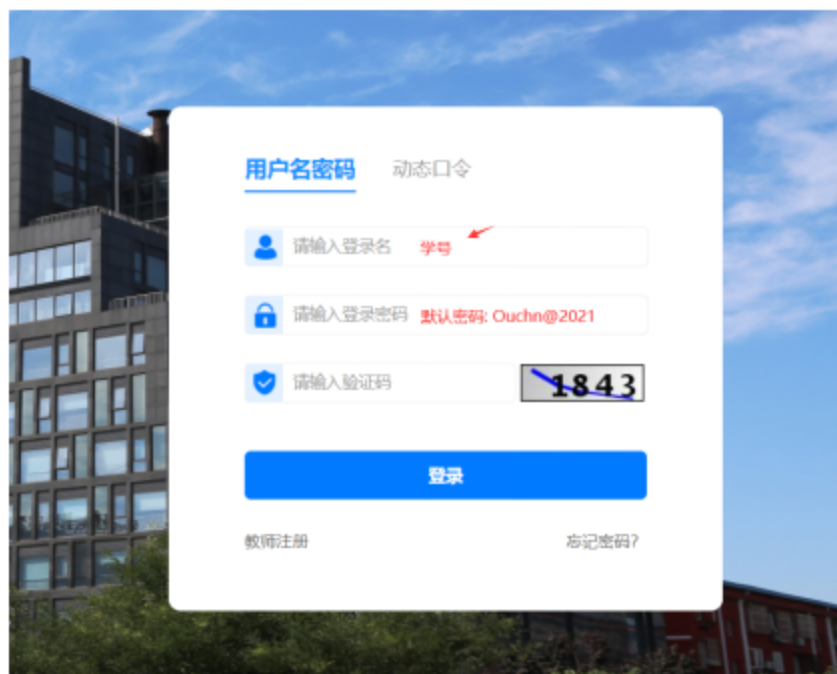 用户名密码 动态口令
请输入登录名 学号
请输入登录密码 默认密码: Ouchn@2021
请输入验证码 1843
登录
教师注册 忘记密码?